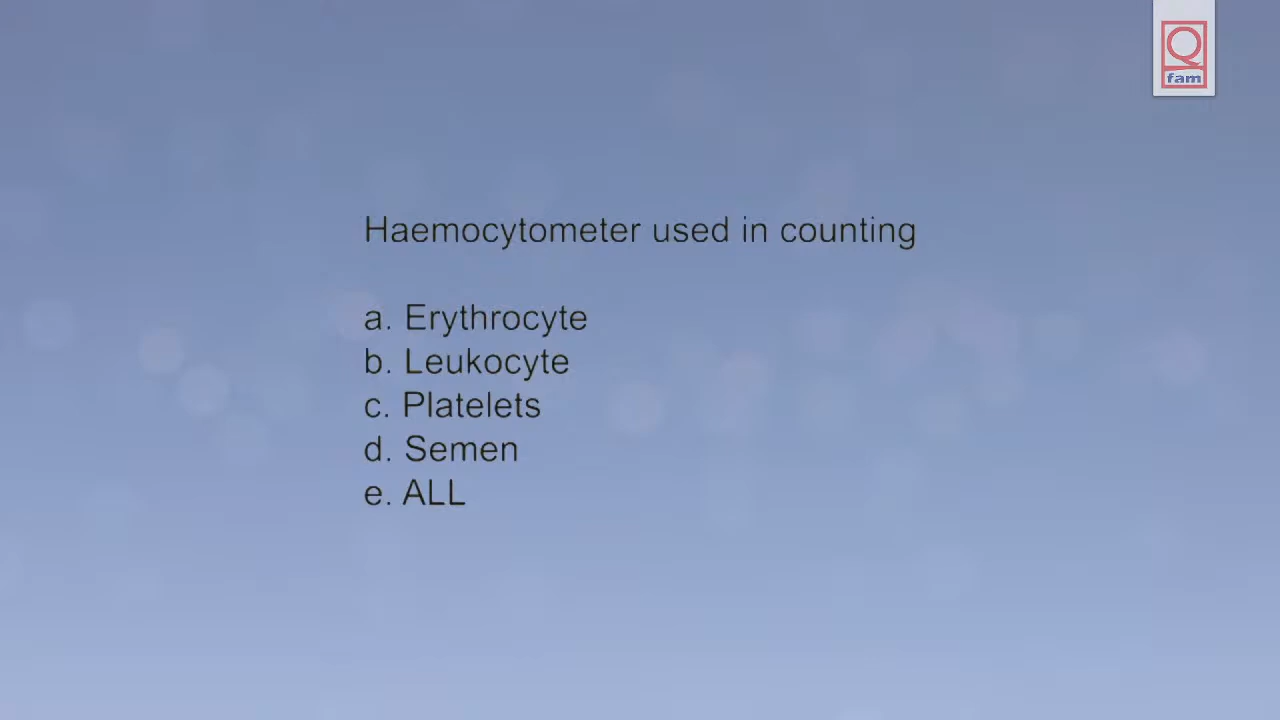 Q
fam
Haemocytometer used in counting
a. Erythrocyte
b. Leukocyte
c. Platelets
d. Semen
e. ALL